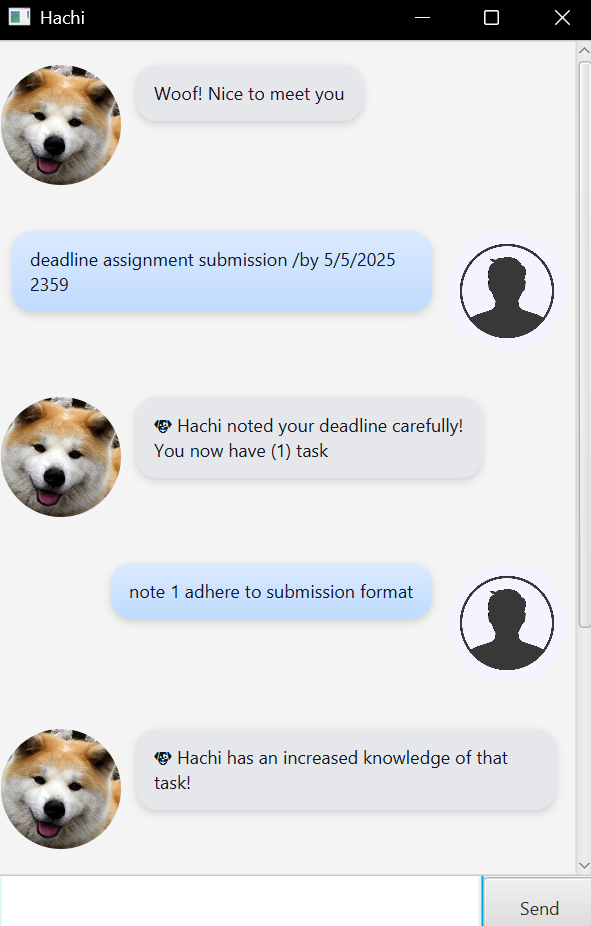 Hachi
Woof! Nice to meet you
deadline assignment submission /by 5/5/2025
2359
🐶 Hachi noted your deadline carefully!
You now have (1) task
note 1 adhere to submission format
🐶 Hachi has an increased knowledge of that
task!
Send